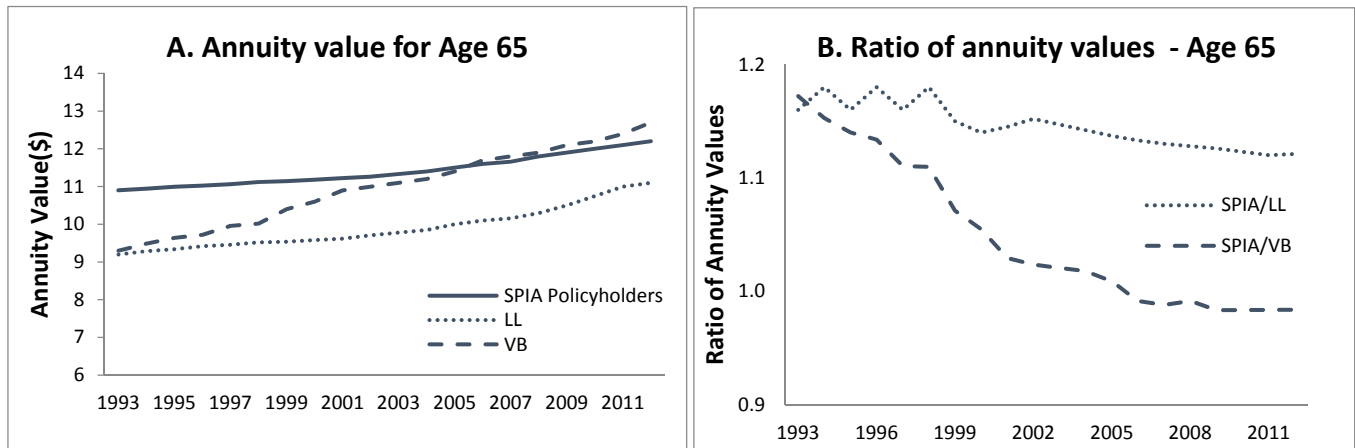 A. Annuity value for Age 65
Annuity Value($)
14
13
12
11
10
9
8
7
6
SPIA Policyholders
LL
VB
1993 1995 1997 1999 2001 2003 2005 2007 2009 2011
B. Ratio of annuity values - Age 65
Ratio of Annuity Values
1.2
1.1
1.0
0.9
SPIA/LL
SPIA/VB
1993 1996 1999 2002 2005 2008 2011